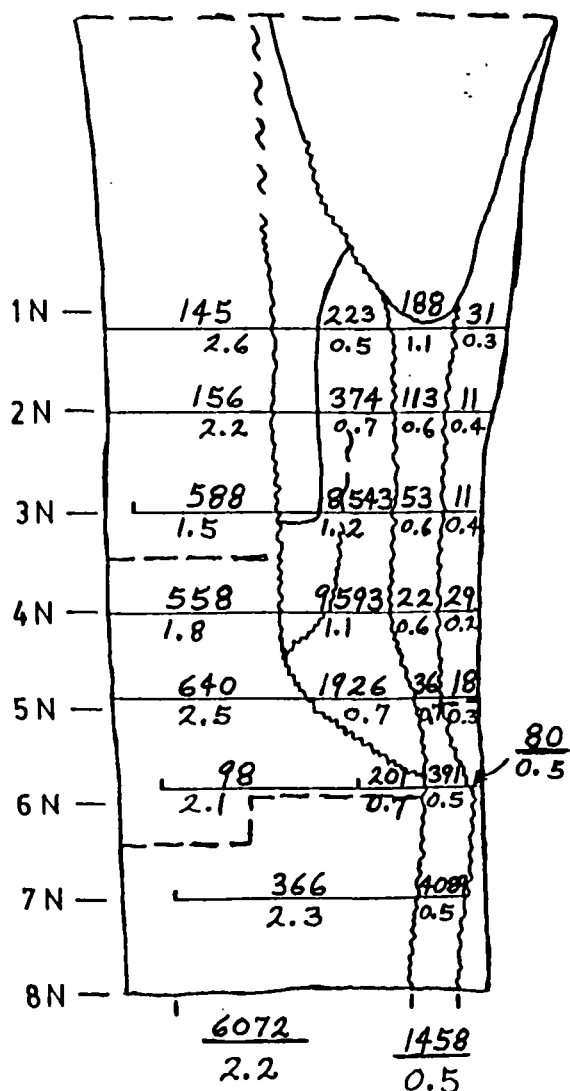 1N — 145 223 188 31
2.6 0.5 1.1 0.3
2N — 156 374 113 11
2.2 0.7 0.6 0.4
3N — 588 8543 53 11
1.5 1.2 0.6 0.4
4N — 558 9593 22 29
1.8 1.1 0.6 0.2
640 1926 36 18
5N — 2.5 0.7 0.7 0.3
80
0.5
98 20 391
6N — 2.1 0.7 0.5
366 408
7N — 2.3 0.5
8N —
6072 1458
2.2 0.5